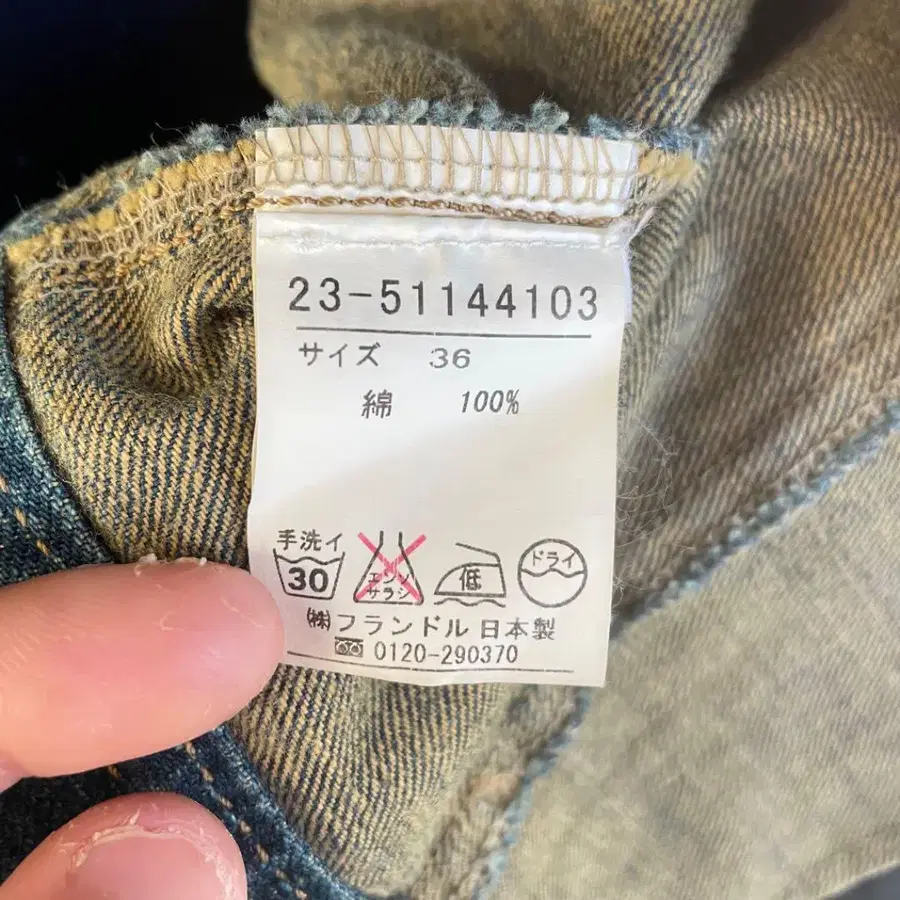 23-51144103
サイズ 36
綿 100%
手洗イ
30
エンソ
サラシ
低
ドライ
㈱フランドル 日本製
0120-290370